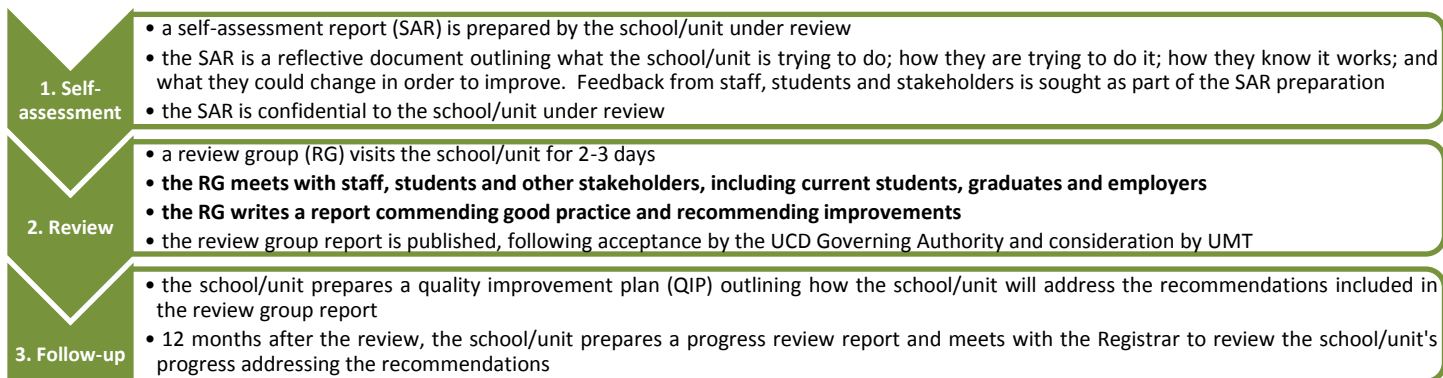 1. Self-
assessment
• a self-assessment report (SAR) is prepared by the school/unit under review
• the SAR is a reflective document outlining what the school/unit is trying to do; how they are trying to do it; how they know it works; and
what they could change in order to improve. Feedback from staff, students and stakeholders is sought as part of the SAR preparation
• the SAR is confidential to the school/unit under review
2. Review
• a review group (RG) visits the school/unit for 2-3 days
• the RG meets with staff, students and other stakeholders, including current students, graduates and employers
• the RG writes a report commending good practice and recommending improvements
• the review group report is published, following acceptance by the UCD Governing Authority and consideration by UMT
3. Follow-up
• the school/unit prepares a quality improvement plan (QIP) outlining how the school/unit will address the recommendations included in
the review group report
• 12 months after the review, the school/unit prepares a progress review report and meets with the Registrar to review the school/unit's
progress addressing the recommendations